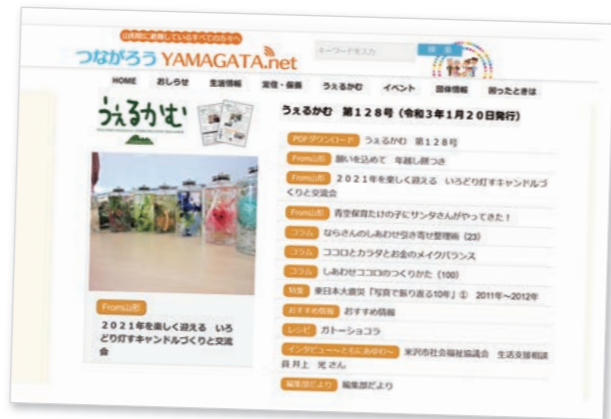 山形県に避難しているすべての方々へ
つながろう YAMAGATA.net
キーワードを入力
検 索
HOME おしらせ 生活情報 定住・保養 うぇるかむ イベント 団体情報 困ったときは
うぇるかむ
うぇるかむ 第128号(令和3年1月20日発行)
PDFダウンロード うぇるかむ 第128号
From山形 願いを込めて 年越し餅つき
From山形 2021年を楽しく迎える いろどり灯すキャンドルづ
くりと交流会
From山形 青空保育たけの子にサンタさんがやってきた!
コラム ならさんのしあわせ引き寄せ整理術(23)
コラム ココロとカラダとお金のメイクバランス
コラム しあわせココロのつくりかた(100)
特集 東日本大震災「写真で振り返る10年」① 2011年~2012年
おすすめ情報 おすすめ情報
レシピ ガトーショコラ
インタビュー~ともにあゆむ~ 米沢市社会福祉協議会 生活支援相談
員 井上 光さん
編集部だより 編集部だより
From山形
2021年を楽しく迎える いろ
どり灯すキャンドルづくりと交流
会